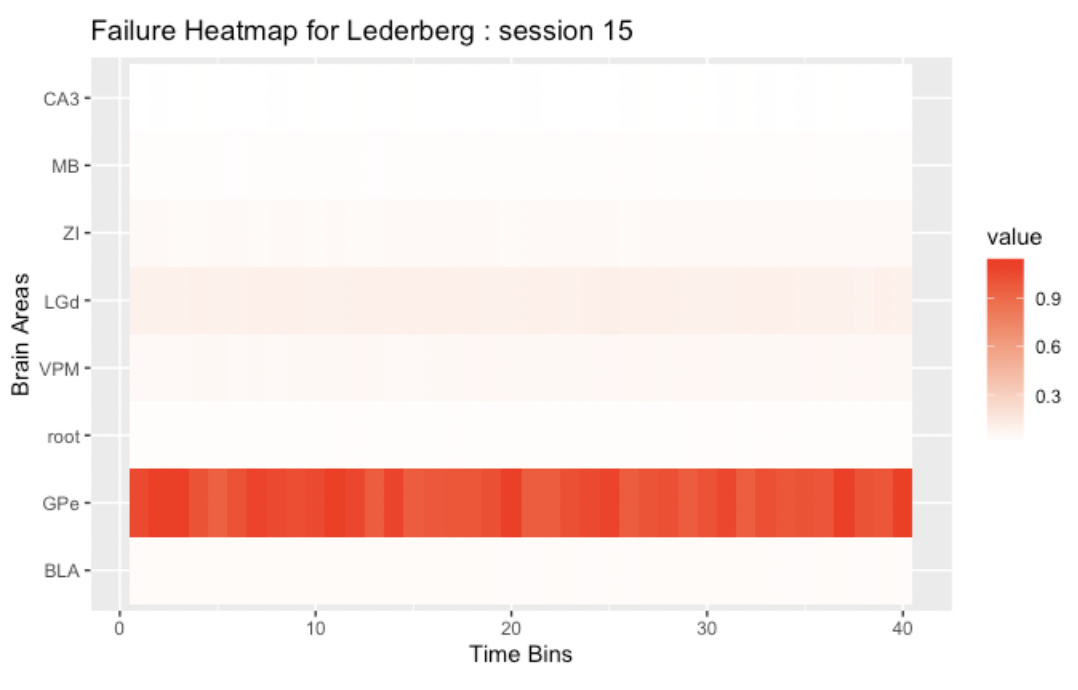 Failure Heatmap for Lederberg : session 15
CA3
MB
ZI
LGd
VPM
root
GPe
BLA
Brain Areas
0 10 20 30 40
Time Bins
value
0.9
0.6
0.3